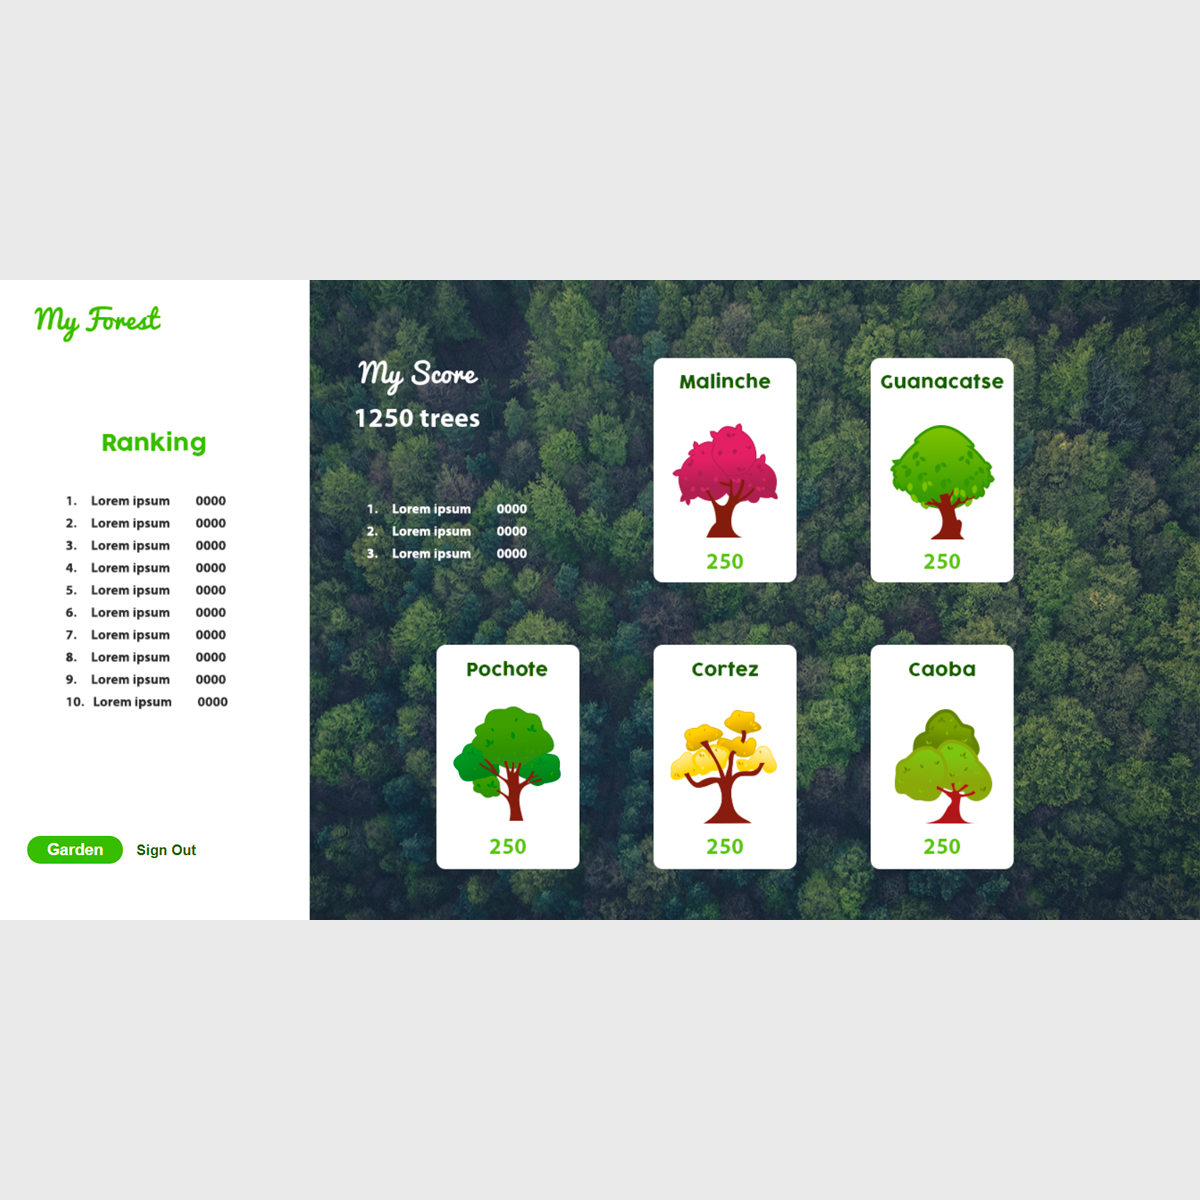 My Forest
Ranking
1. Lorem ipsum 0000
2. Lorem ipsum 0000
3. Lorem ipsum 0000
4. Lorem ipsum 0000
5. Lorem ipsum 0000
6. Lorem ipsum 0000
7. Lorem ipsum 0000
8. Lorem ipsum 0000
9. Lorem ipsum 0000
10. Lorem ipsum 0000
Garden Sign Out
My Score
1250 trees
1. Lorem ipsum 0000
2. Lorem ipsum 0000
3. Lorem ipsum 0000
Malinche
250
Guanacatse
250
Pochote
250
Cortez
250
Caoba
250